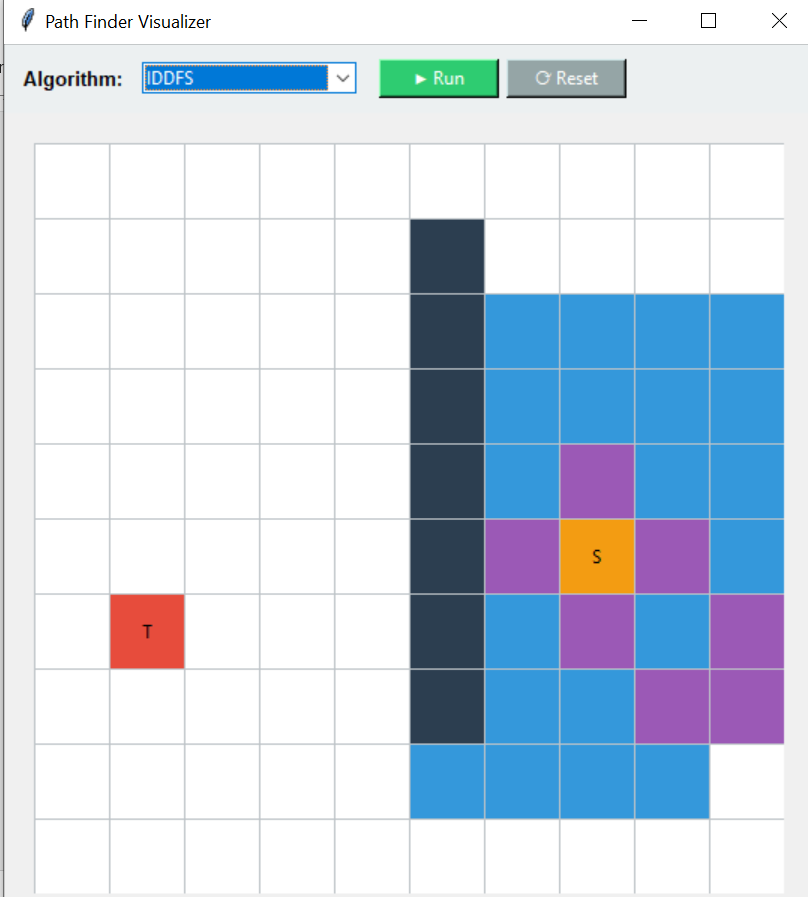 Path Finder Visualizer
Algorithm: IDDFS ► Run ⟳ Reset
S
T